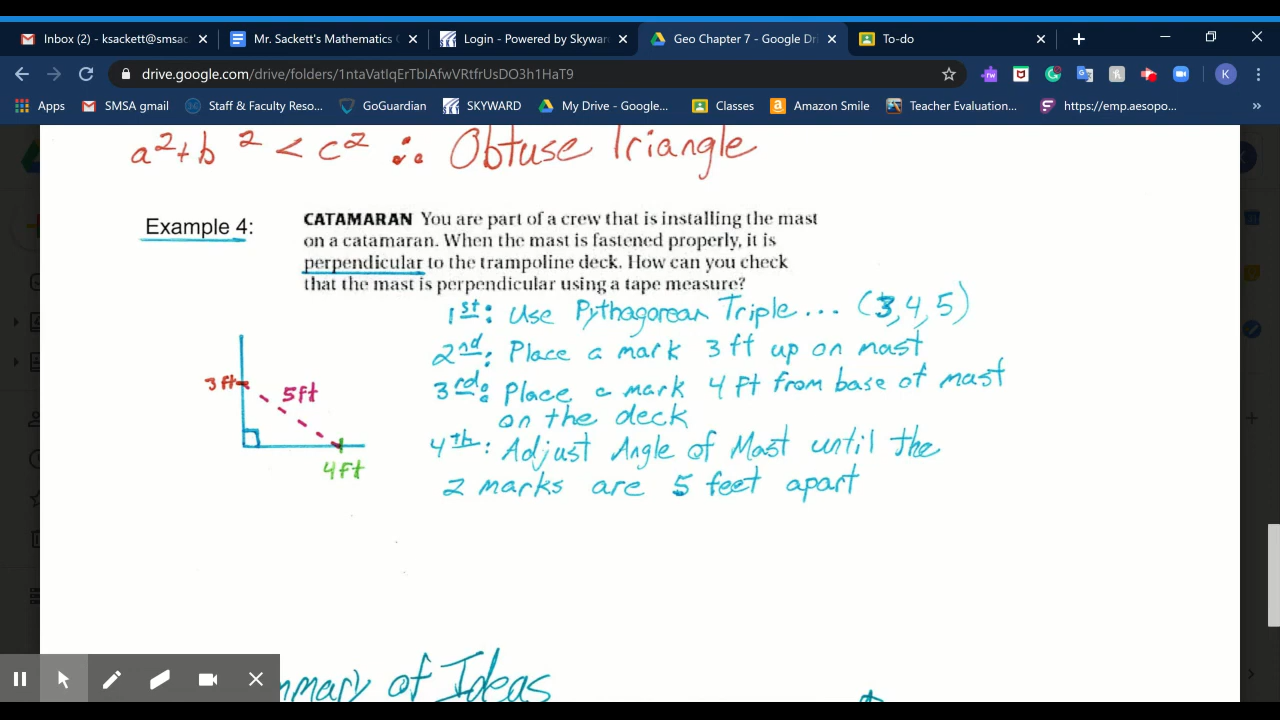 Inbox (2) - ksackett@smsac
Mr. Sackett's Mathematics C
Login - Powered by Skywar
Geo Chapter 7 - Google Dri
To-do
drive.google.com/drive/folders/1ntaVatIqErTbIAfwVRtfrUsDO3h1HaT9
K
Apps
SMSA gmail
Staff & Faculty Reso...
GoGuardian
SKYWARD
My Drive - Google...
Classes
Amazon Smile
Teacher Evaluation...
https://emp.aesopo...
»
a²+b² < c² ∴ Obtuse Triangle
Example 4:
CATAMARAN You are part of a crew that is installing the mast
on a catamaran. When the mast is fastened properly, it is
perpendicular to the trampoline deck. How can you check
that the mast is perpendicular using a tape measure?
1st: Use Pythagorean Triple... (3,4,5)
2nd: Place a mark 3 ft up on mast
3rd: Place a mark 4 ft from base of mast
on the deck
4th: Adjust Angle of Mast until the
2 marks are 5 feet apart
3 ft
5ft
4ft
mmary of Ideas